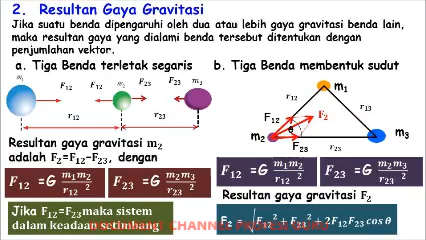 2. Resultan Gaya Gravitasi
Jika suatu benda dipengaruhi oleh dua atau lebih gaya gravitasi benda lain,
maka resultan gaya yang dialami benda tersebut ditentukan dengan
penjumlahan vektor.
a. Tiga Benda terletak segaris
m₁ F₁₂ F₁₂ m₂ F₂₃ F₂₃ m₃
r₁₂ r₂₃
Resultan gaya gravitasi m₂
adalah F₂=F₁₂-F₂₃, dengan
F₁₂ =G m₁m₂/r₁₂²
F₂₃ =G m₂m₃/r₂₃²
Jika F₁₂=F₂₃ maka sistem
dalam keadaan setimbang
b. Tiga Benda membentuk sudut
m₁
r₁₂ r₁₃
F₁₂ F₂
θ
m₂ F₂₃ m₃
r₂₃
F₁₂ =G m₁m₂/r₁₂²
F₂₃ =G m₂m₃/r₂₃²
Resultan gaya gravitasi F₂
F₂ = √F₁₂² + F₂₃² + 2F₁₂F₂₃ cos θ
CHANNEL